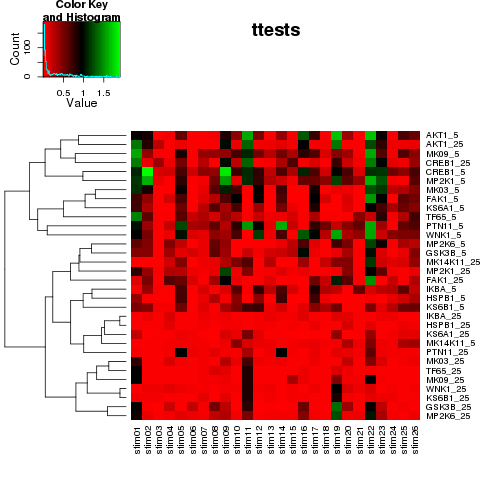 Color Key
and Histogram
Count
0
100
0.5
1
1.5
Value
ttests
AKT1_5
AKT1_25
MK09_5
CREB1_25
CREB1_5
MP2K1_5
MK03_5
FAK1_5
KS6A1_5
TF65_5
PTN11_5
WNK1_5
MP2K6_5
GSK3B_5
MK14K11_25
MP2K1_25
FAK1_25
IKBA_5
HSPB1_5
KS6B1_5
IKBA_25
HSPB1_25
KS6A1_25
MK14K11_5
PTN11_25
MK03_25
TF65_25
MK09_25
WNK1_25
KS6B1_25
GSK3B_25
MP2K6_25
stim01
stim02
stim03
stim04
stim05
stim06
stim07
stim08
stim09
stim10
stim11
stim12
stim13
stim14
stim15
stim16
stim17
stim18
stim19
stim20
stim21
stim22
stim23
stim24
stim25
stim26